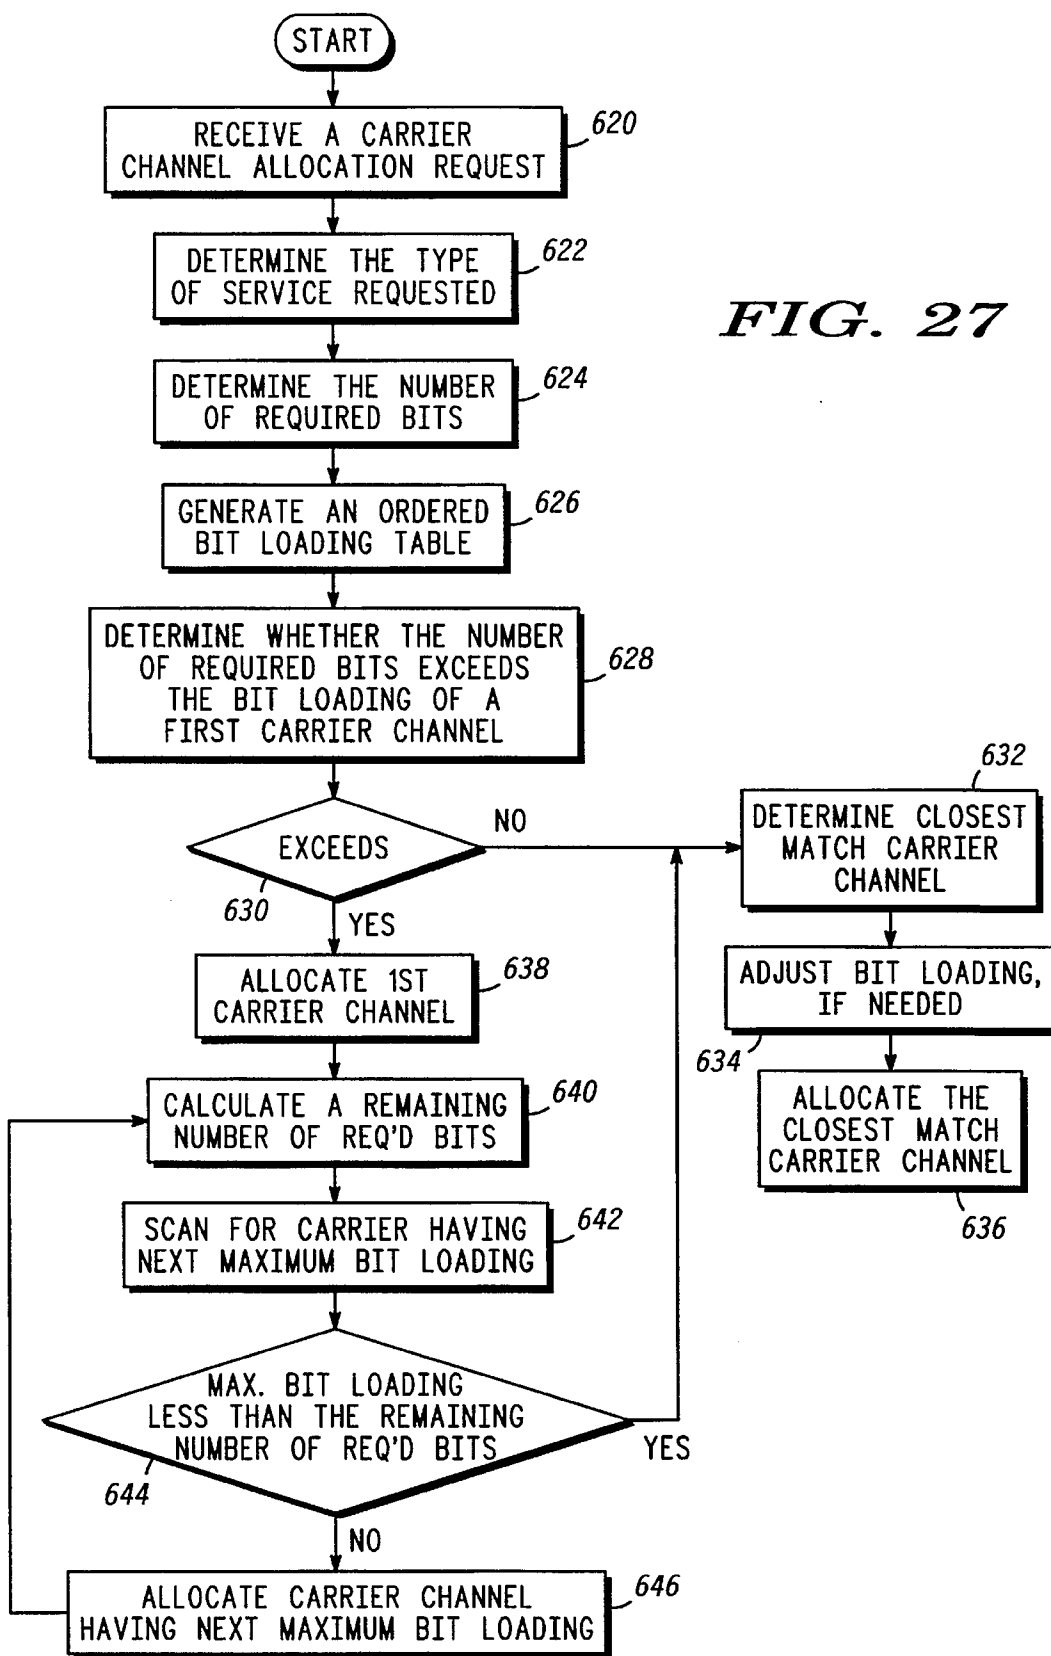 START
RECEIVE A CARRIER
CHANNEL ALLOCATION REQUEST
620
DETERMINE THE TYPE
OF SERVICE REQUESTED
622
FIG. 27
DETERMINE THE NUMBER
OF REQUIRED BITS
624
GENERATE AN ORDERED
BIT LOADING TABLE
626
DETERMINE WHETHER THE NUMBER
OF REQUIRED BITS EXCEEDS
THE BIT LOADING OF A
FIRST CARRIER CHANNEL
628
EXCEEDS
630
NO
YES
632
DETERMINE CLOSEST
MATCH CARRIER
CHANNEL
ADJUST BIT LOADING,
IF NEEDED
634
ALLOCATE THE
CLOSEST MATCH
CARRIER CHANNEL
636
ALLOCATE 1ST
CARRIER CHANNEL
638
CALCULATE A REMAINING
NUMBER OF REQ'D BITS
640
SCAN FOR CARRIER HAVING
NEXT MAXIMUM BIT LOADING
642
MAX. BIT LOADING
LESS THAN THE REMAINING
NUMBER OF REQ'D BITS
644
YES
NO
ALLOCATE CARRIER CHANNEL
HAVING NEXT MAXIMUM BIT LOADING
646